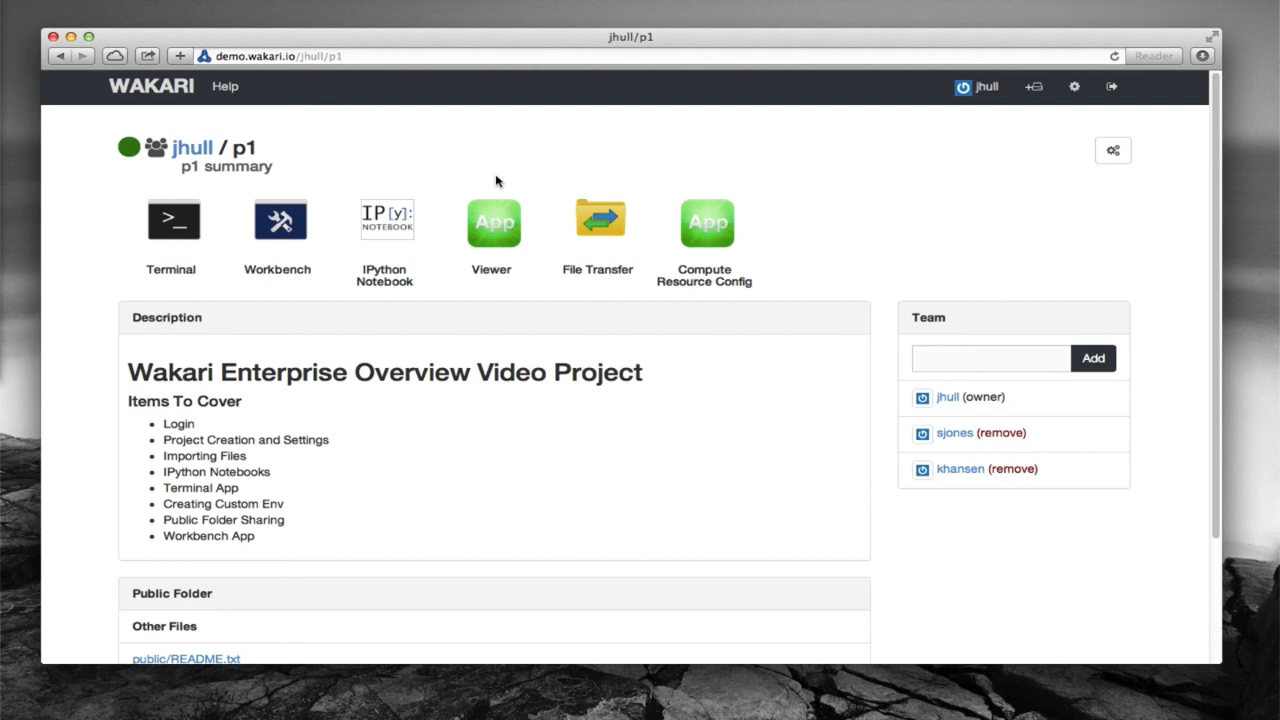 jhull/p1
demo.wakari.io/jhull/p1
Reader
WAKARI Help jhull
jhull / p1
p1 summary
>_
IP[y]:
NOTEBOOK
App
App
Terminal
Workbench
IPython
Notebook
Viewer
File Transfer
Compute
Resource Config
Description
Wakari Enterprise Overview Video Project
Items To Cover
• Login
• Project Creation and Settings
• Importing Files
• IPython Notebooks
• Terminal App
• Creating Custom Env
• Public Folder Sharing
• Workbench App
Public Folder
Other Files
public/README.txt
Team
Add
jhull (owner)
sjones (remove)
khansen (remove)